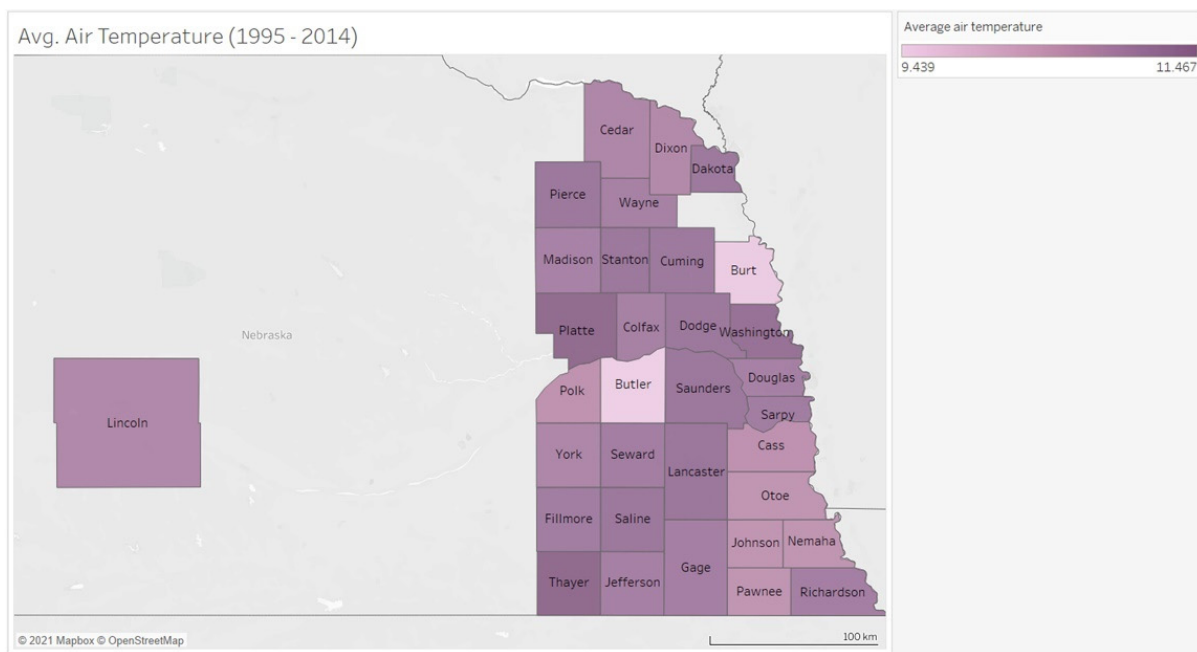 Avg. Air Temperature (1995 - 2014)
Average air temperature
9.439 11.467
Cedar
Dixon
Dakota
Pierce
Wayne
Madison
Stanton
Cuming
Burt
Platte
Colfax
Dodge
Washington
Nebraska
Polk
Butler
Saunders
Douglas
Sarpy
Lincoln
York
Seward
Lancaster
Cass
Otoe
Fillmore
Saline
Johnson
Nemaha
Thayer
Jefferson
Gage
Pawnee
Richardson
© 2021 Mapbox © OpenStreetMap
100 km